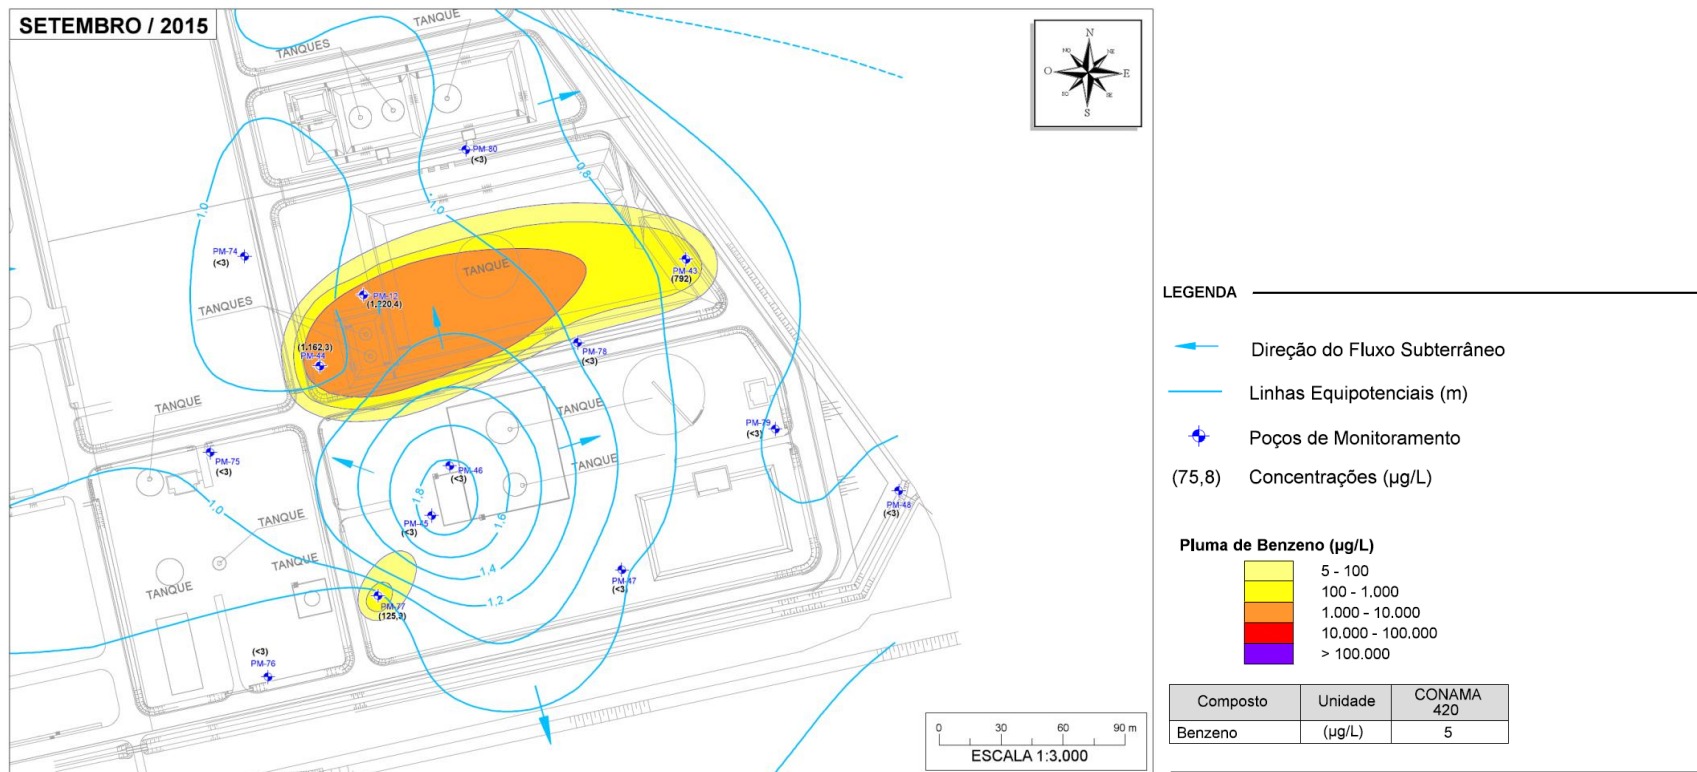 SETEMBRO / 2015
TANQUE
TANQUES
N
NO
NE
O
E
SO
SE
S
PM-80
(<3)
0,8
1,0
1,0
PM-74
(<3)
PM-43
(792)
TANQUE
PM-12
(1.220,4)
TANQUES
(1.162,3)
PM-44
PM-78
(<3)
TANQUE
TANQUE
PM-79
(<3)
PM-75
(<3)
PM-46
(<3)
TANQUE
1,8
PM-48
(<3)
1,0
TANQUE
PM-45
(<3)
1,6
TANQUE
1,4
PM-47
(<3)
TANQUE
1,2
PM-77
(125,3)
(<3)
PM-76
0 30 60 90 m
ESCALA 1:3.000
LEGENDA
Direção do Fluxo Subterrâneo
Linhas Equipotenciais (m)
Poços de Monitoramento
(75,8) Concentrações (µg/L)
Pluma de Benzeno (µg/L)
5 - 100
100 - 1.000
1.000 - 10.000
10.000 - 100.000
> 100.000
Composto Unidade CONAMA 420
Benzeno (µg/L) 5